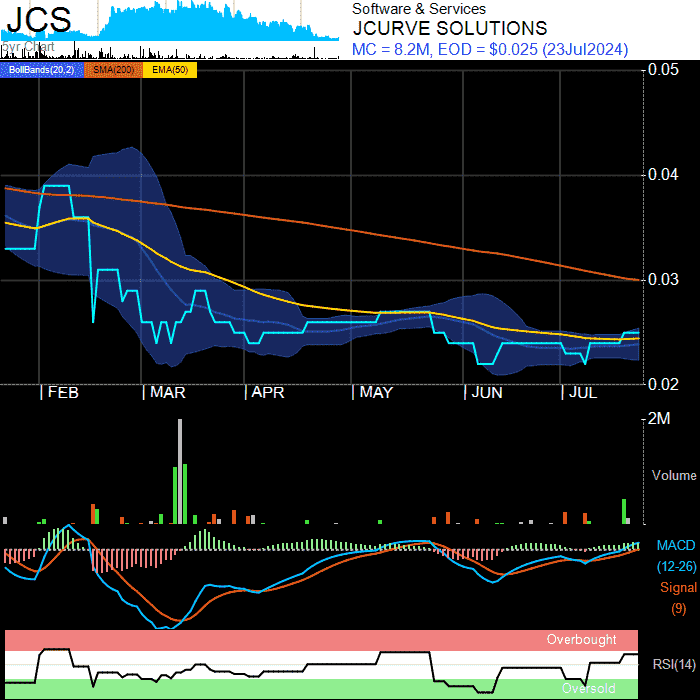 JCS
Software & Services
JCURVE SOLUTIONS
MC = 8.2M, EOD = $0.025 (23Jul2024)
5yr Chart
BollBands(20,2) SMA(200) EMA(50)
0.05
0.04
0.03
0.02
FEB MAR APR MAY JUN JUL
2M
Volume
MACD
(12-26)
Signal
(9)
Overbought
RSI(14)
Oversold